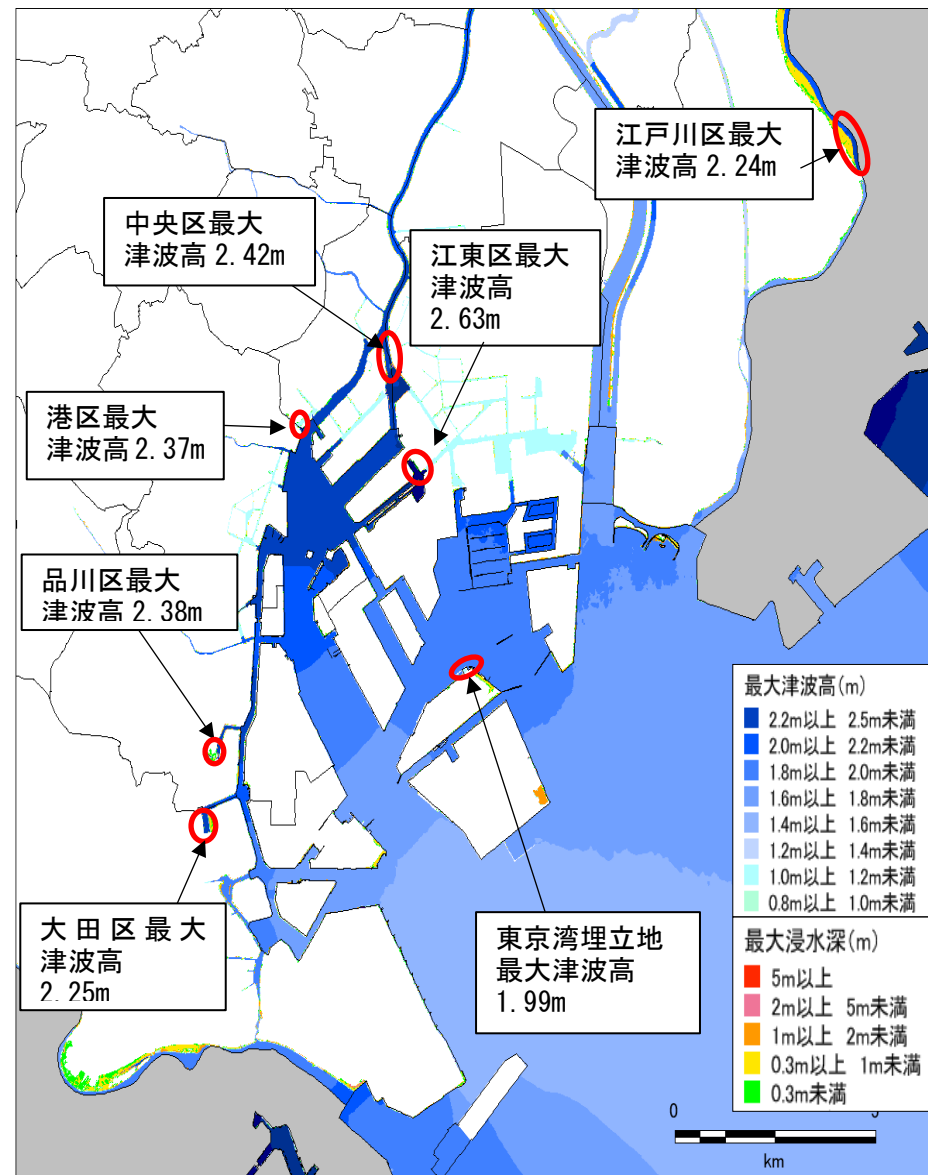 江戸川区最大
津波高 2.24m
中央区最大
津波高 2.42m
江東区最大
津波高
2.63m
港区最大
津波高 2.37m
品川区最大
津波高 2.38m
大田区最大
津波高
2.25m
東京湾埋立地
最大津波高
1.99m
最大津波高(m)
2.2m以上 2.5m未満
2.0m以上 2.2m未満
1.8m以上 2.0m未満
1.6m以上 1.8m未満
1.4m以上 1.6m未満
1.2m以上 1.4m未満
1.0m以上 1.2m未満
0.8m以上 1.0m未満
最大浸水深(m)
5m以上
2m以上 5m未満
1m以上 2m未満
0.3m以上 1m未満
0.3m未満
0
km